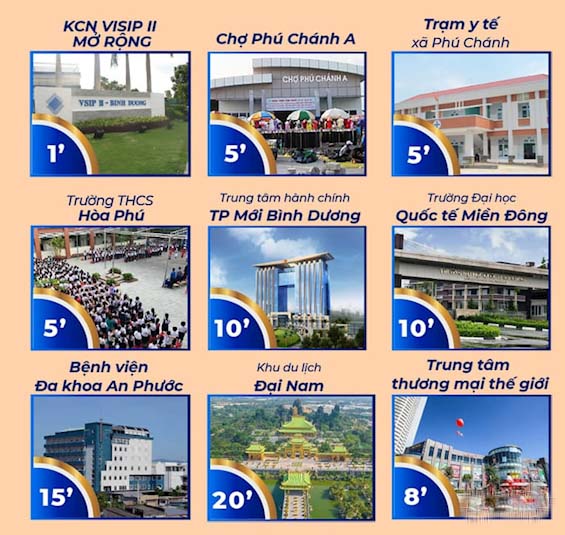 KCN VISIP II
MỞ RỘNG
Chợ Phú Chánh A
Trạm y tế
xã Phú Chánh
VSIP II - BINH DUONG
1’
CHỢ PHÚ CHÁNH A
5’
5’
Trường THCS
Hòa Phú
Trung tâm hành chính
TP Mới Bình Dương
Trường Đại học
Quốc tế Miền Đông
5’
10’
10’
Bệnh viện
Đa khoa An Phước
Khu du lịch
Đại Nam
Trung tâm
thương mại thế giới
15’
20’
8’